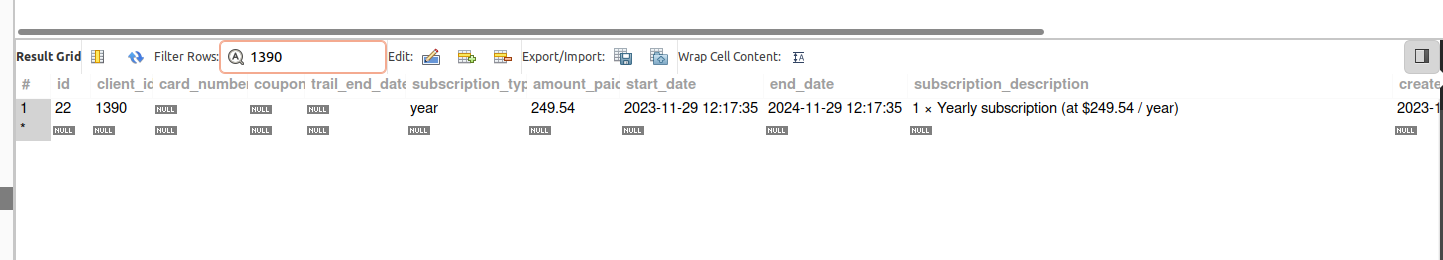 Result Grid Filter Rows: 1390 Edit: Export/Import: Wrap Cell Content:
# id client_id card_number coupon trail_end_date subscription_typ amount_paid start_date end_date subscription_description create
1 22 1390 NULL NULL NULL year 249.54 2023-11-29 12:17:35 2024-11-29 12:17:35 1 × Yearly subscription (at $249.54 / year) 2023-1
* NULL NULL NULL NULL NULL NULL NULL NULL NULL NULL NULL